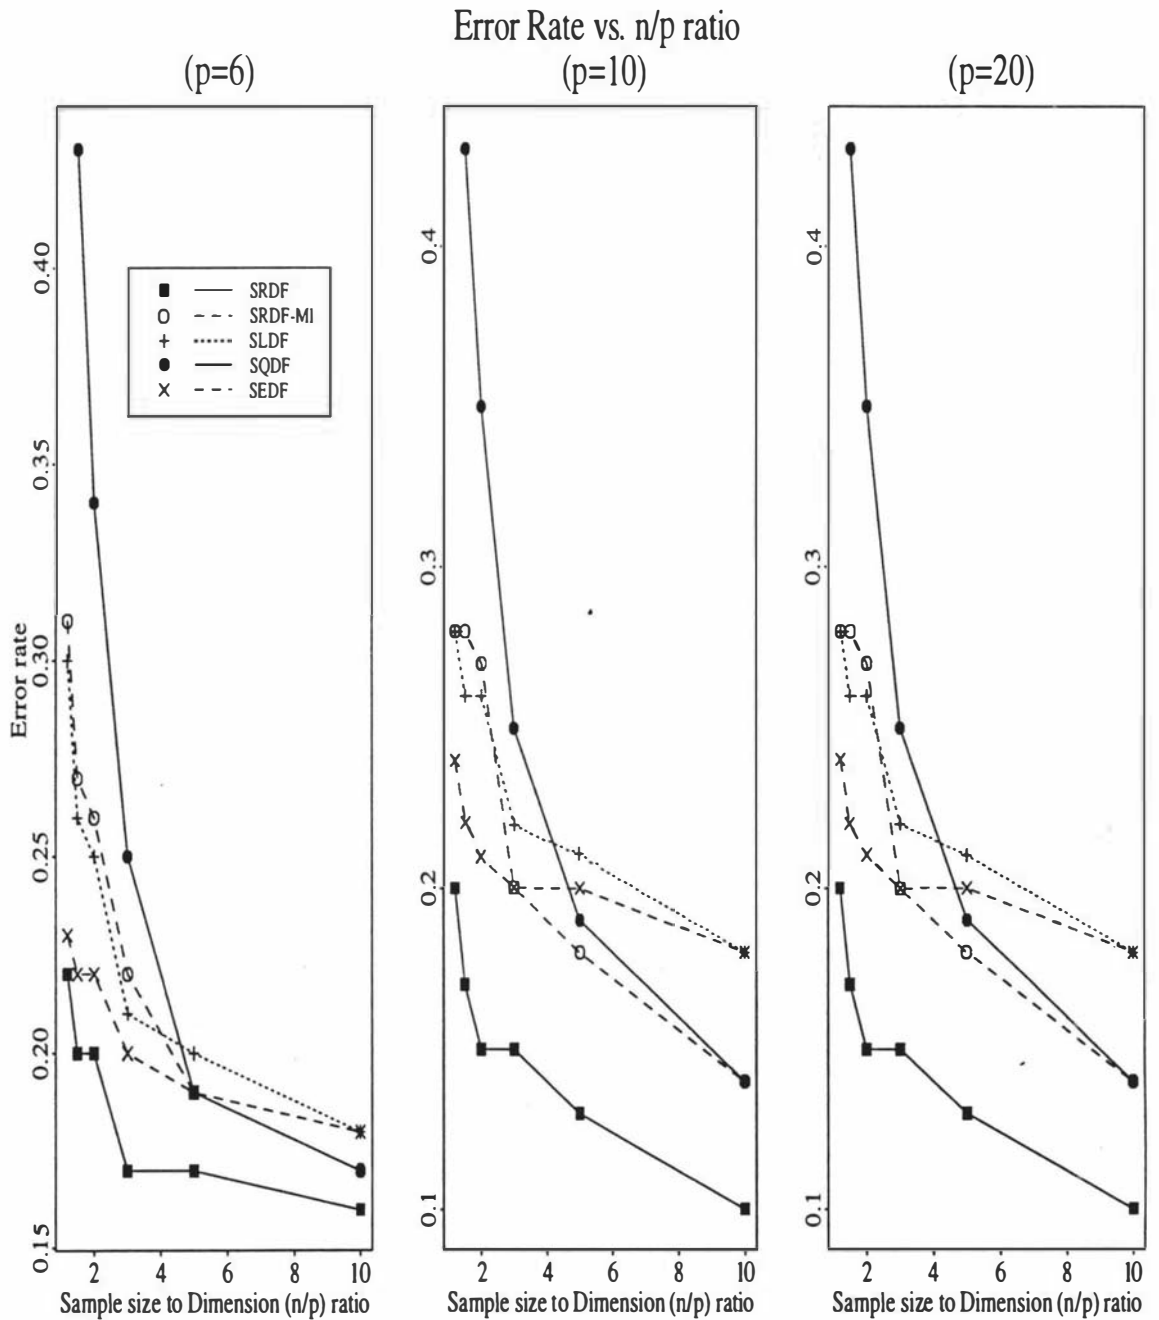 Error Rate vs. n/p ratio
(p=6)
(p=10)
(p=20)
Error rate
0.40
0.35
0.30
0.25
0.20
0.15
SRDF
SRDF-MI
SLDF
SQDF
SEDF
2 4 6 8 10
Sample size to Dimension (n/p) ratio
0.4
0.3
0.2
0.1
2 4 6 8 10
Sample size to Dimension (n/p) ratio
0.4
0.3
0.2
0.1
2 4 6 8 10
Sample size to Dimension (n/p) ratio